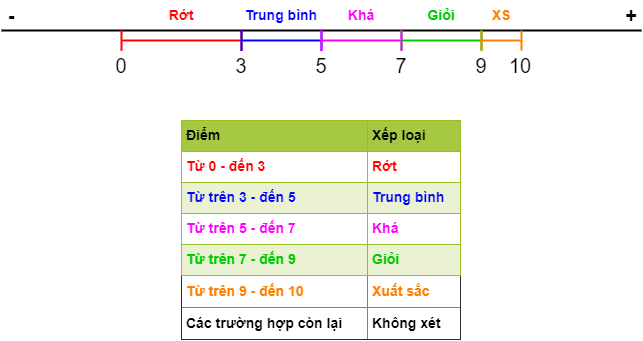 - Rớt Trung bình Khá Giỏi XS +
0 3 5 7 9 10
Điểm Xếp loại
Từ 0 - đến 3 Rớt
Từ trên 3 - đến 5 Trung bình
Từ trên 5 - đến 7 Khá
Từ trên 7 - đến 9 Giỏi
Từ trên 9 - đến 10 Xuất sắc
Các trường hợp còn lại Không xét